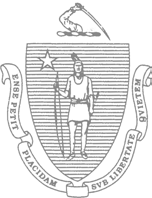 ENSE PETIT
PLACIDAM
SVB LIBERTATE
QVIETEM